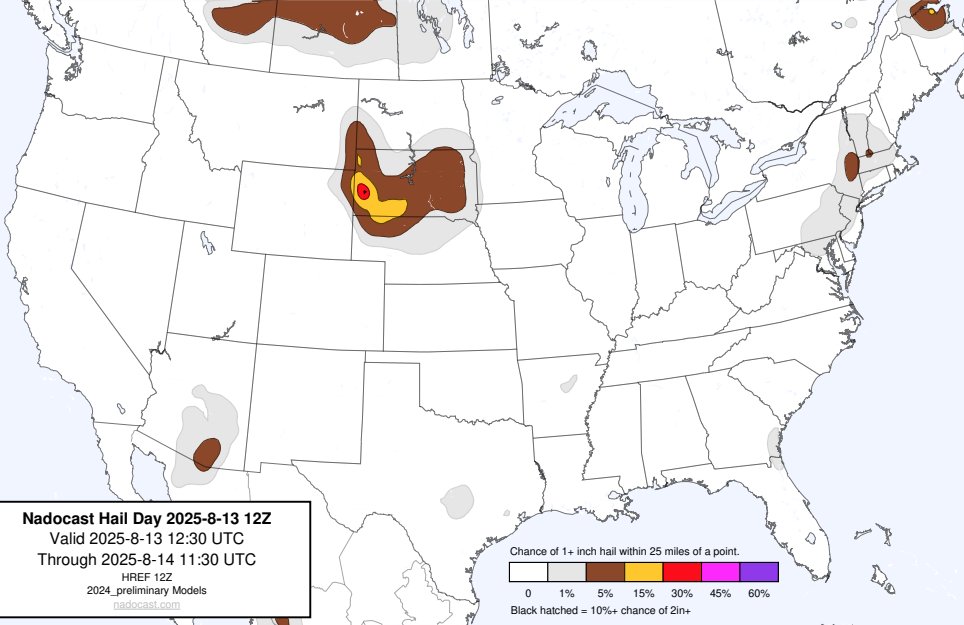 Nadocast Hail Day 2025-8-13 12Z
Valid 2025-8-13 12:30 UTC
Through 2025-8-14 11:30 UTC
HREF 12Z
2024_preliminary Models
nadocast.com
Chance of 1+ inch hail within 25 miles of a point.
0 1% 5% 15% 30% 45% 60%
Black hatched = 10%+ chance of 2in+